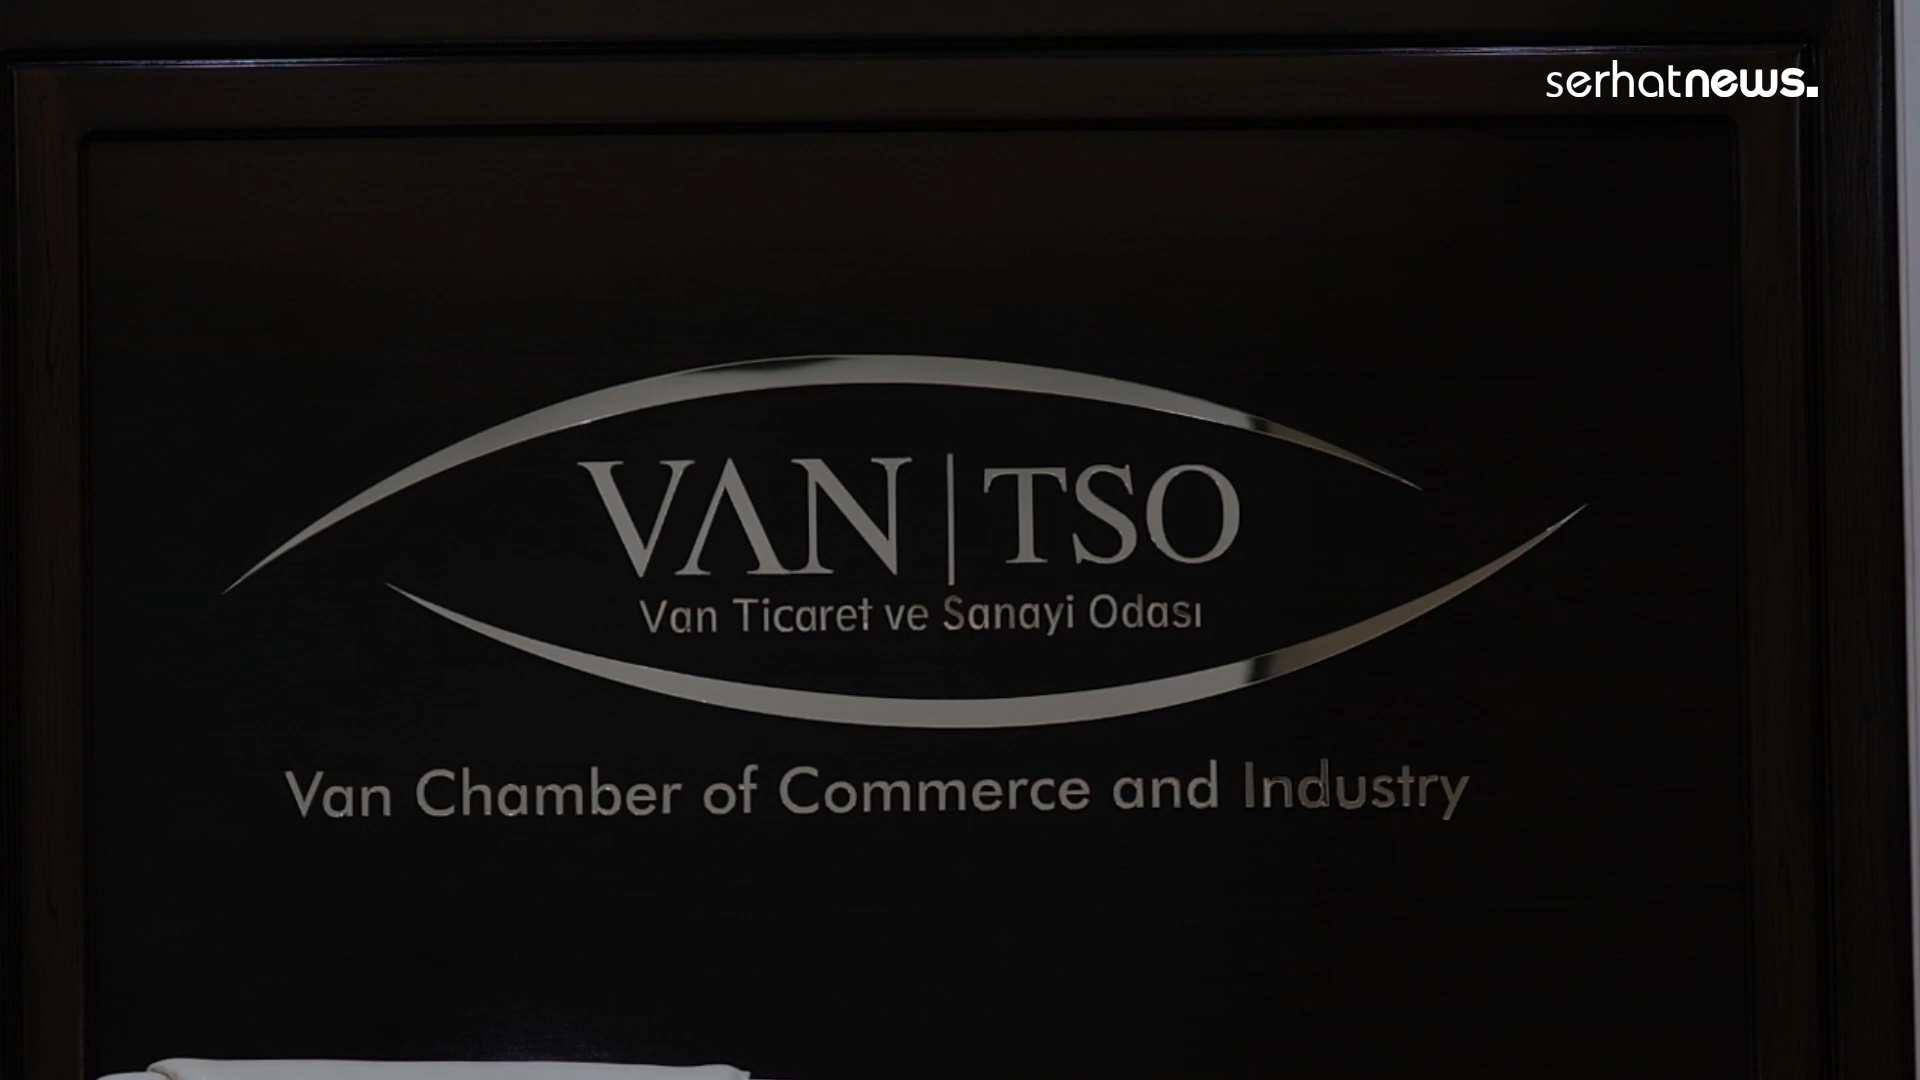 serhatnews.
VAN|TSO
Van Ticaret ve Sanayi Odası
Van Chamber of Commerce and Industry